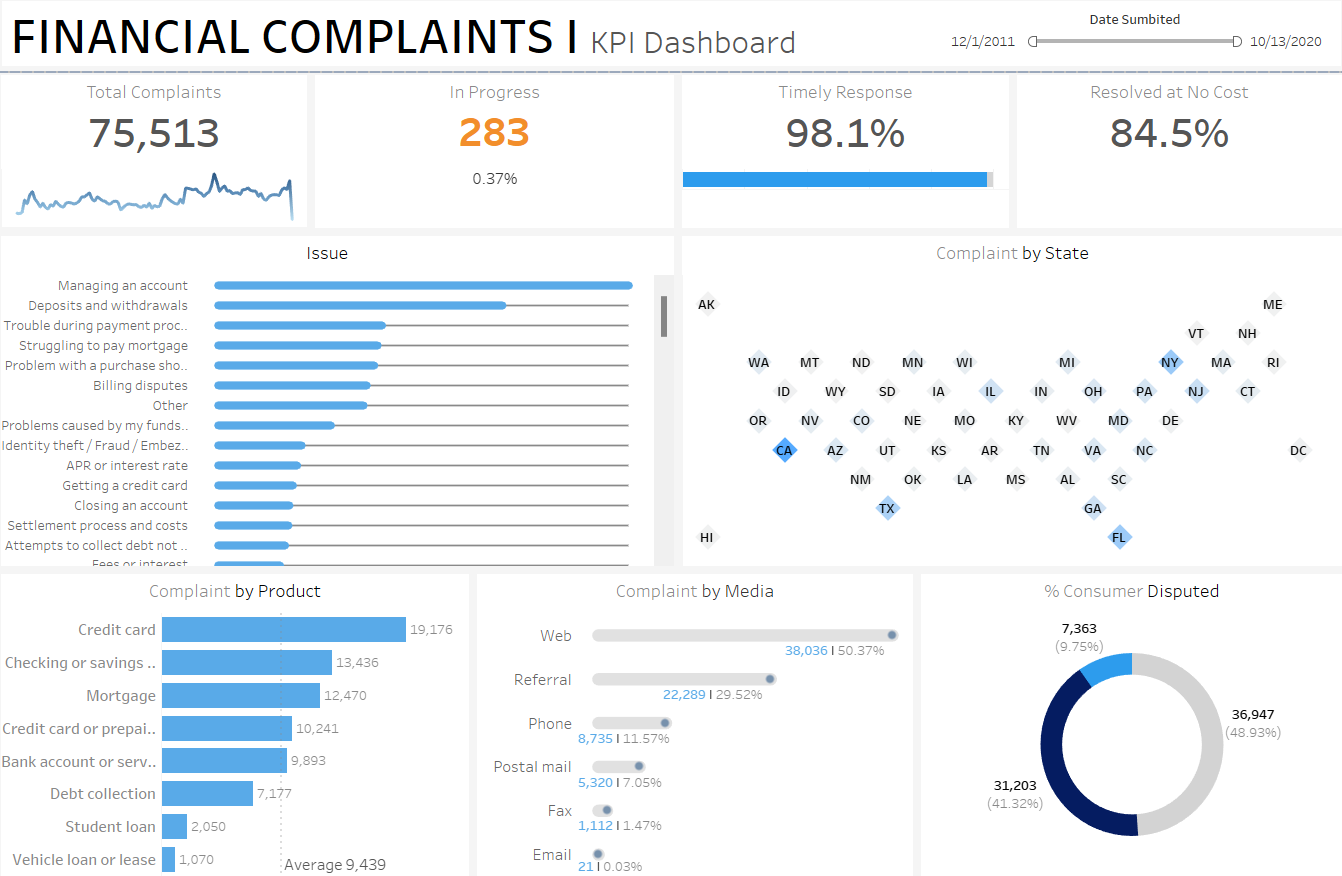 FINANCIAL COMPLAINTS I KPI Dashboard
Date Sumbited
12/1/2011
10/13/2020
Total Complaints
75,513
In Progress
283
0.37%
Timely Response
98.1%
Resolved at No Cost
84.5%
Issue
Managing an account
Deposits and withdrawals
Trouble during payment proc..
Struggling to pay mortgage
Problem with a purchase sho..
Billing disputes
Other
Problems caused by my funds..
Identity theft / Fraud / Embez..
APR or interest rate
Getting a credit card
Closing an account
Settlement process and costs
Attempts to collect debt not ..
Fees or interest
Complaint by State
AK ME
VT NH
WA MT ND MN WI MI NY MA RI
ID WY SD IA IL IN OH PA NJ CT
OR NV CO NE MO KY WV MD DE
CA AZ UT KS AR TN VA NC DC
NM OK LA MS AL SC
TX GA
HI FL
Complaint by Product
Credit card 19,176
Checking or savings .. 13,436
Mortgage 12,470
Credit card or prepai.. 10,241
Bank account or serv.. 9,893
Debt collection 7,177
Student loan 2,050
Vehicle loan or lease 1,070
Average 9,439
Complaint by Media
Web
38,036 I 50.37%
Referral
22,289 I 29.52%
Phone
8,735 I 11.57%
Postal mail
5,320 I 7.05%
Fax
1,112 I 1.47%
Email
21 I 0.03%
% Consumer Disputed
7,363
(9.75%)
36,947
(48.93%)
31,203
(41.32%)